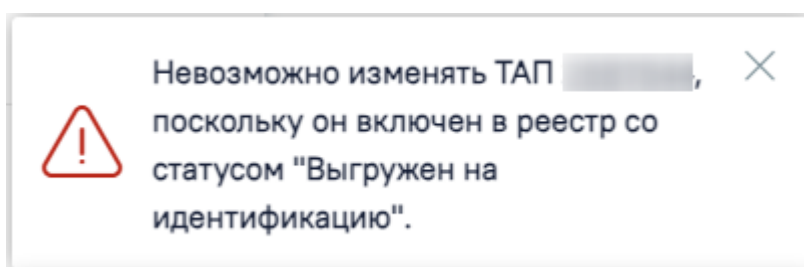 Невозможно изменять ТАП ,
поскольку он включен в реестр со
статусом "Выгружен на
идентификацию".